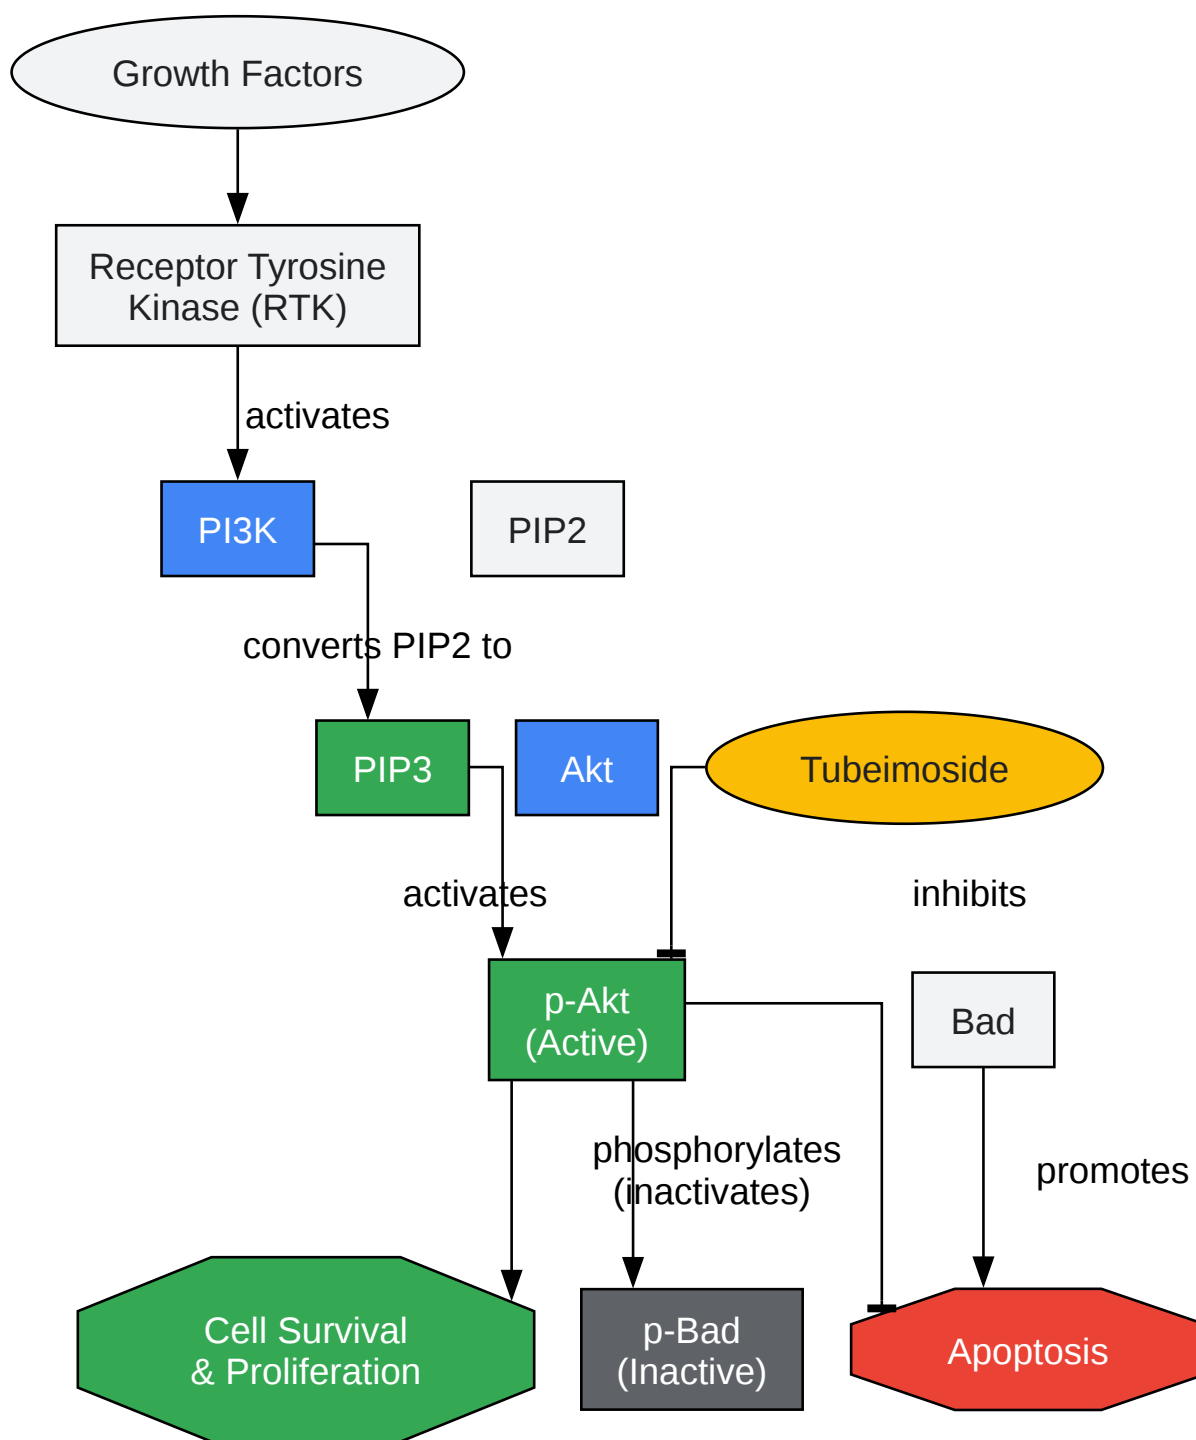 Growth Factors
Receptor Tyrosine
Kinase (RTK)
activates
PI3K
PIP2
converts PIP2 to
PIP3
Akt
Tubeimoside
activates
inhibits
p-Akt
(Active)
Bad
phosphorylates
(inactivates)
promotes
Cell Survival
& Proliferation
p-Bad
(Inactive)
Apoptosis